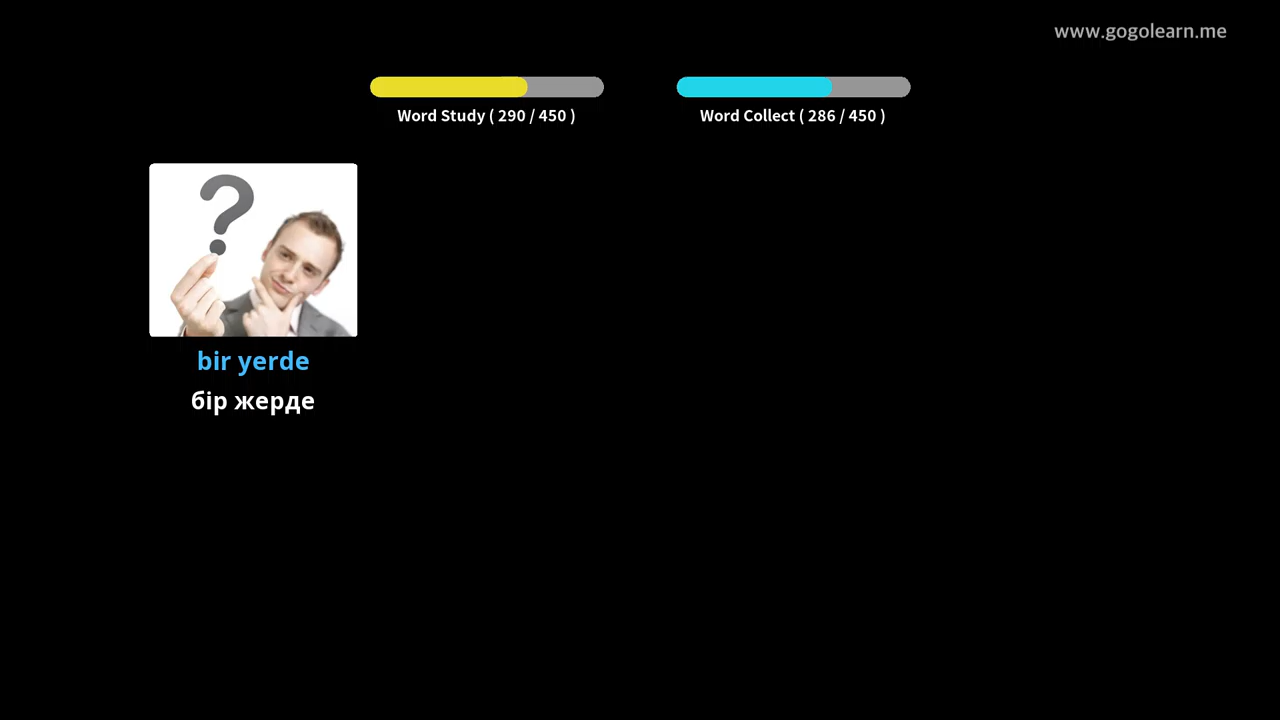 www.gogolearn.me
Word Study ( 290 / 450 )
Word Collect ( 286 / 450 )
?
bir yerde
бір жерде